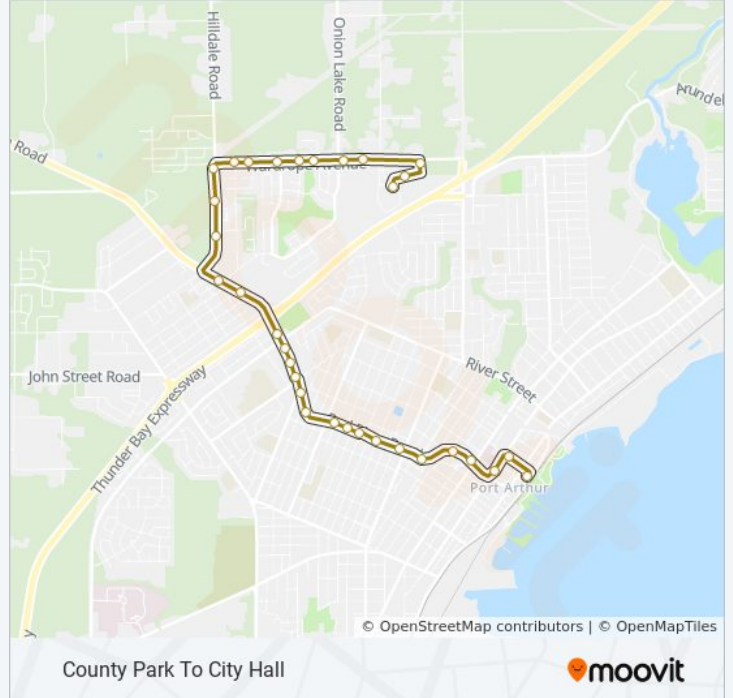 Hilldale Road
Onion Lake Road
Arundel
Road
Wardrope Avenue
John Street Road
River Street
Thunder Bay Expressway
Port Arthur
y
© OpenStreetMap contributors | © OpenMapTiles
County Park To City Hall
moovit